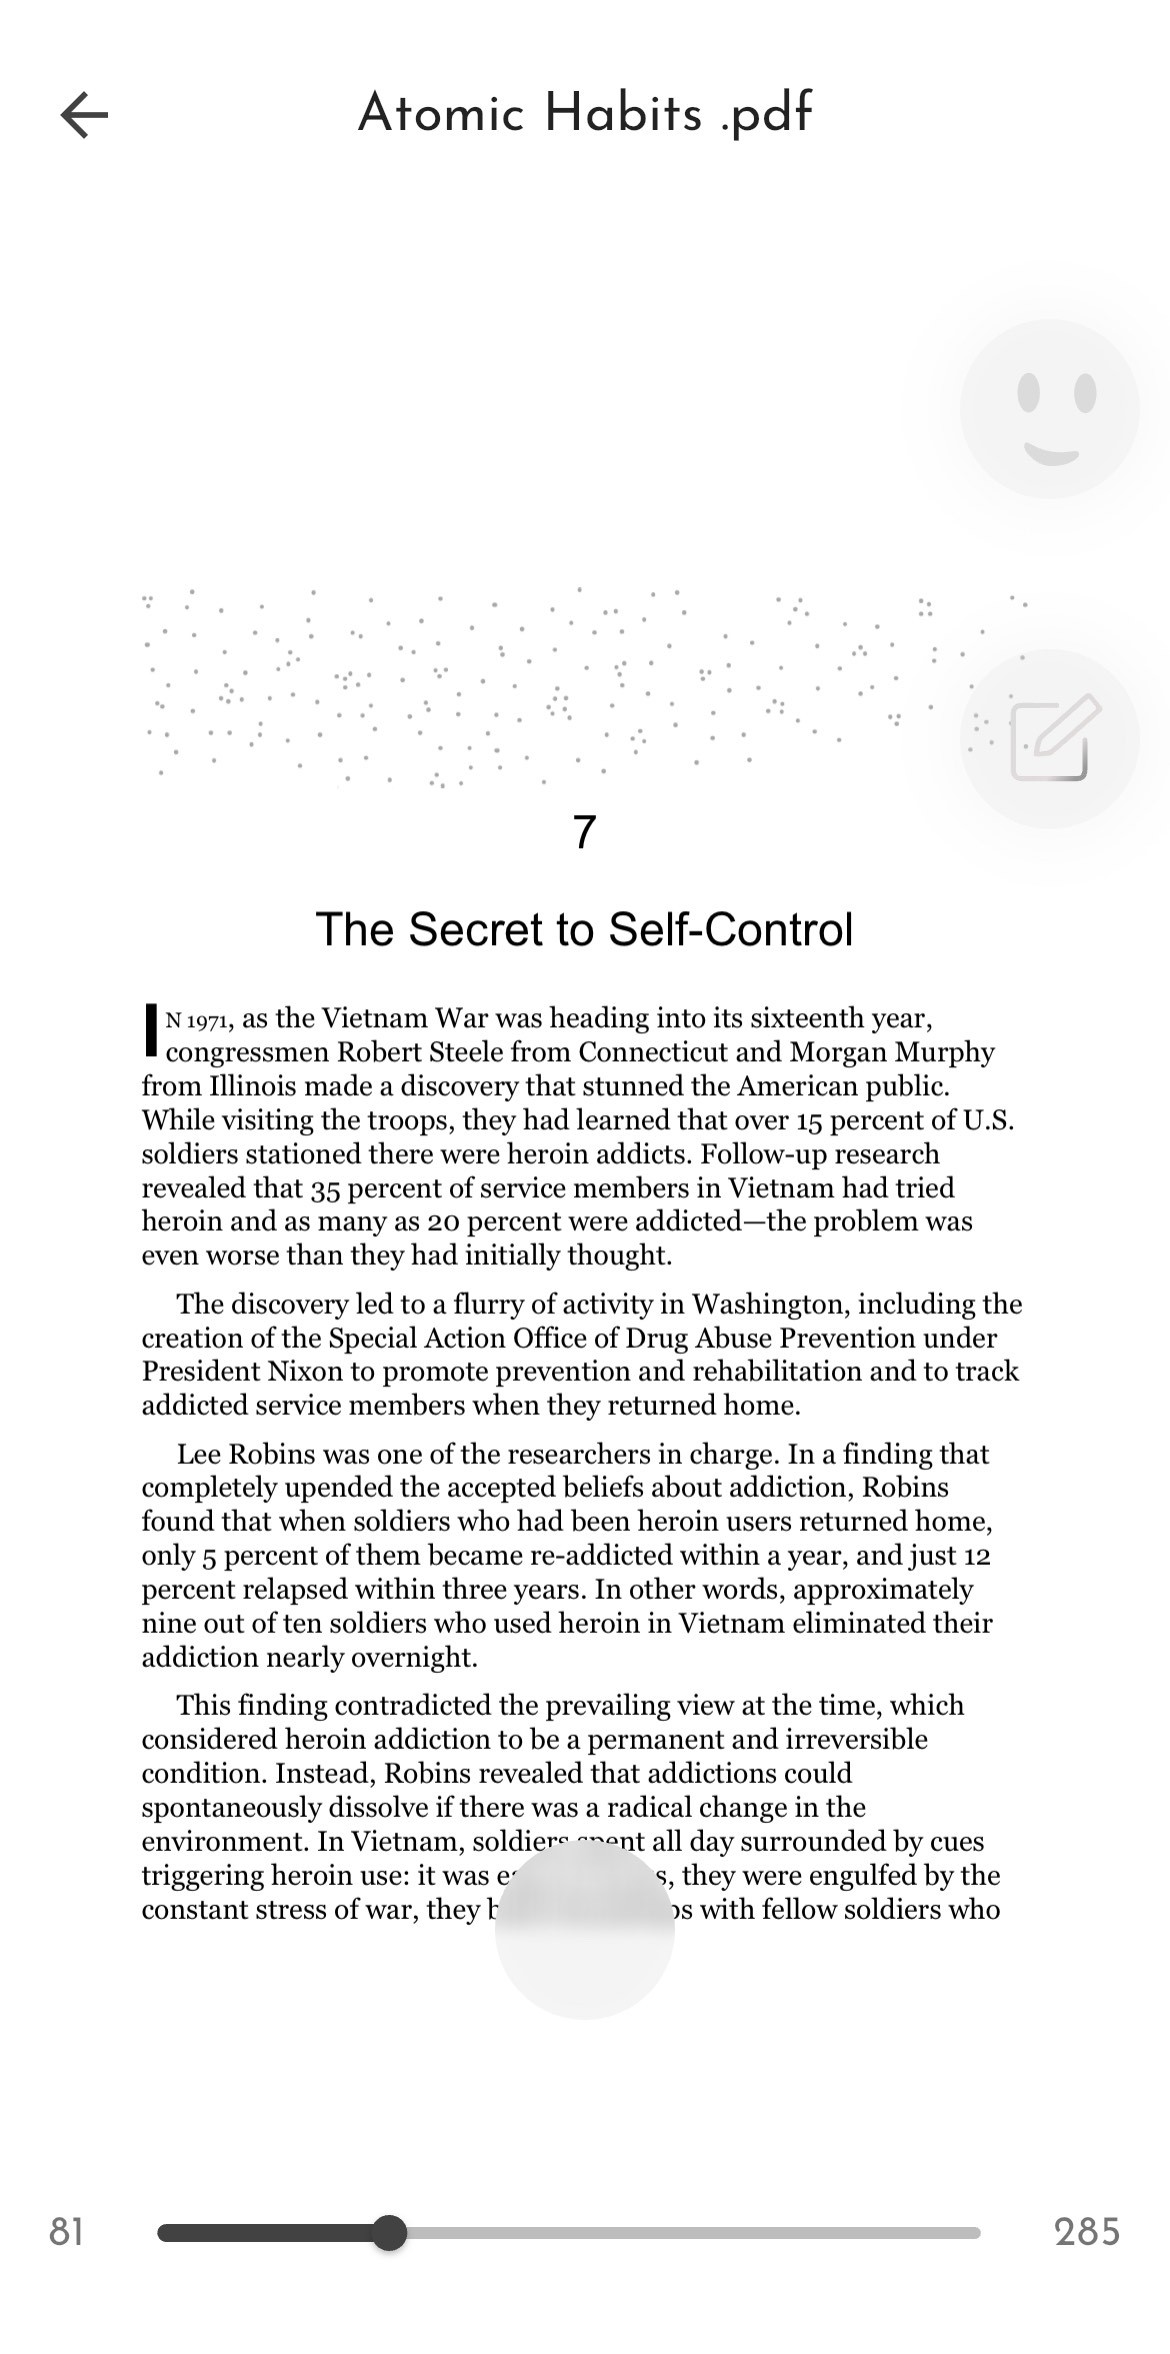 Atomic Habits .pdf
7
The Secret to Self-Control
IN 1971, as the Vietnam War was heading into its sixteenth year,
congressmen Robert Steele from Connecticut and Morgan Murphy
from Illinois made a discovery that stunned the American public.
While visiting the troops, they had learned that over 15 percent of U.S.
soldiers stationed there were heroin addicts. Follow-up research
revealed that 35 percent of service members in Vietnam had tried
heroin and as many as 20 percent were addicted—the problem was
even worse than they had initially thought.
The discovery led to a flurry of activity in Washington, including the
creation of the Special Action Office of Drug Abuse Prevention under
President Nixon to promote prevention and rehabilitation and to track
addicted service members when they returned home.
Lee Robins was one of the researchers in charge. In a finding that
completely upended the accepted beliefs about addiction, Robins
found that when soldiers who had been heroin users returned home,
only 5 percent of them became re-addicted within a year, and just 12
percent relapsed within three years. In other words, approximately
nine out of ten soldiers who used heroin in Vietnam eliminated their
addiction nearly overnight.
This finding contradicted the prevailing view at the time, which
considered heroin addiction to be a permanent and irreversible
condition. Instead, Robins revealed that addictions could
spontaneously dissolve if there was a radical change in the
environment. In Vietnam, soldiers spent all day surrounded by cues
triggering heroin use: it was they were engulfed by the
constant stress of war, they with fellow soldiers who
81
285